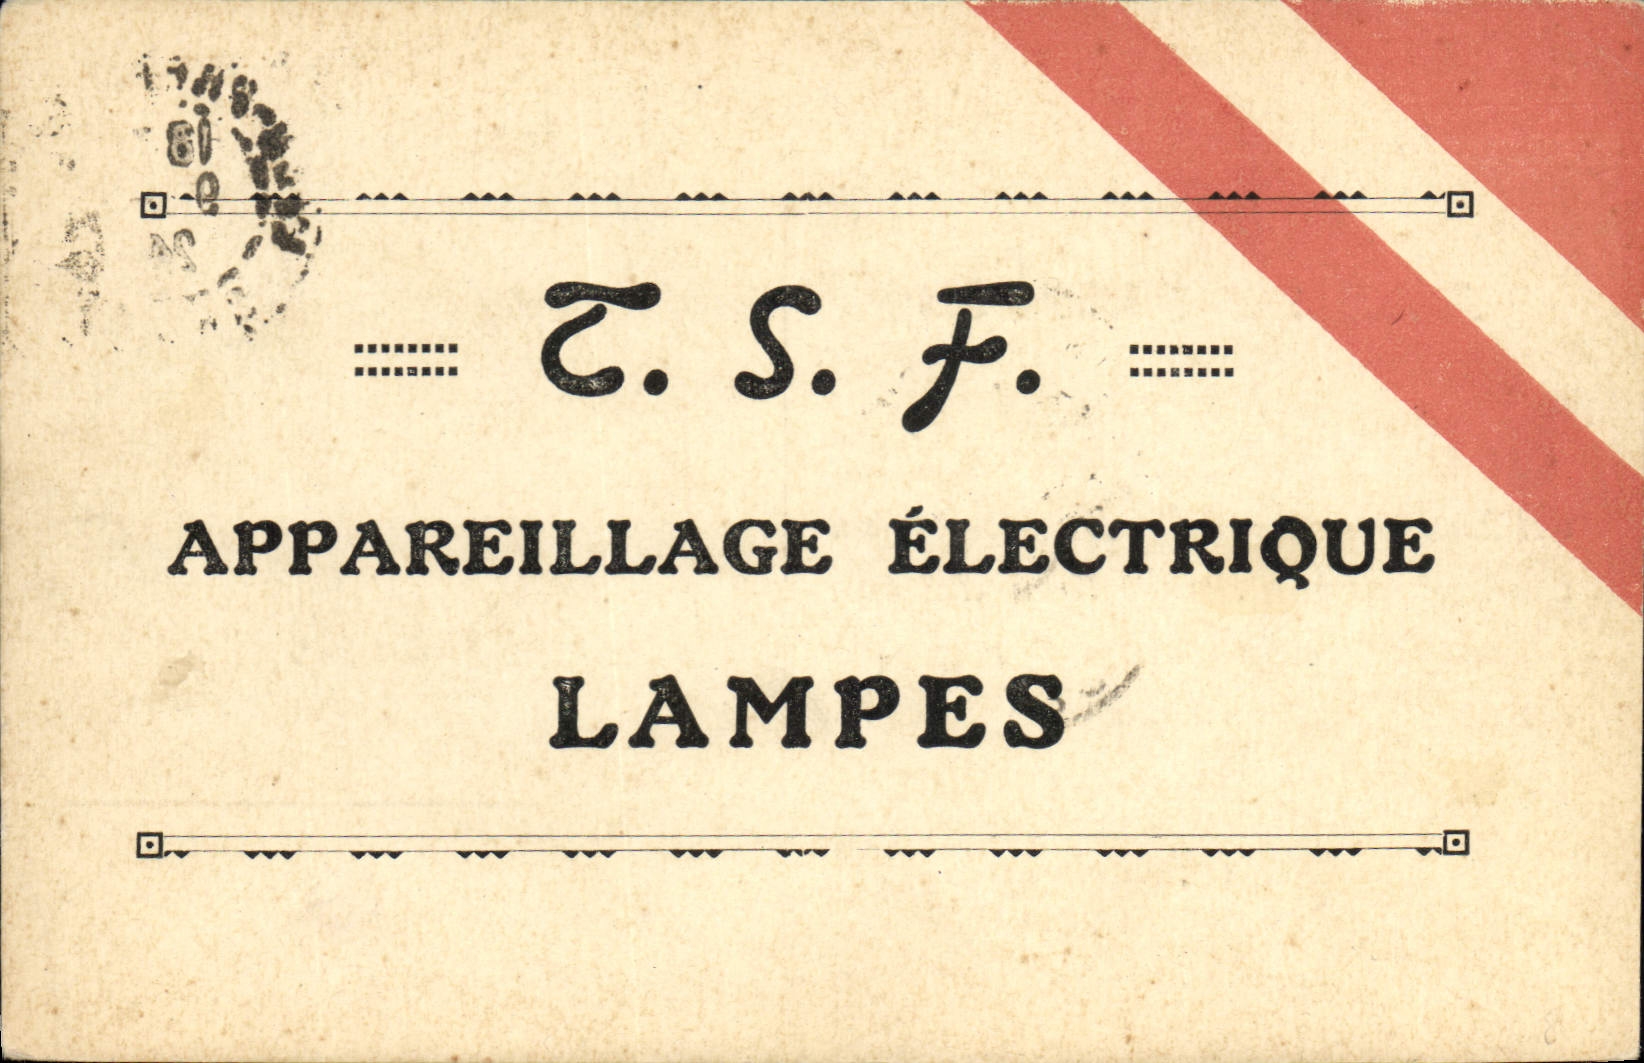 T. S. F.
APPAREILLAGE ÉLECTRIQUE
LAMPES